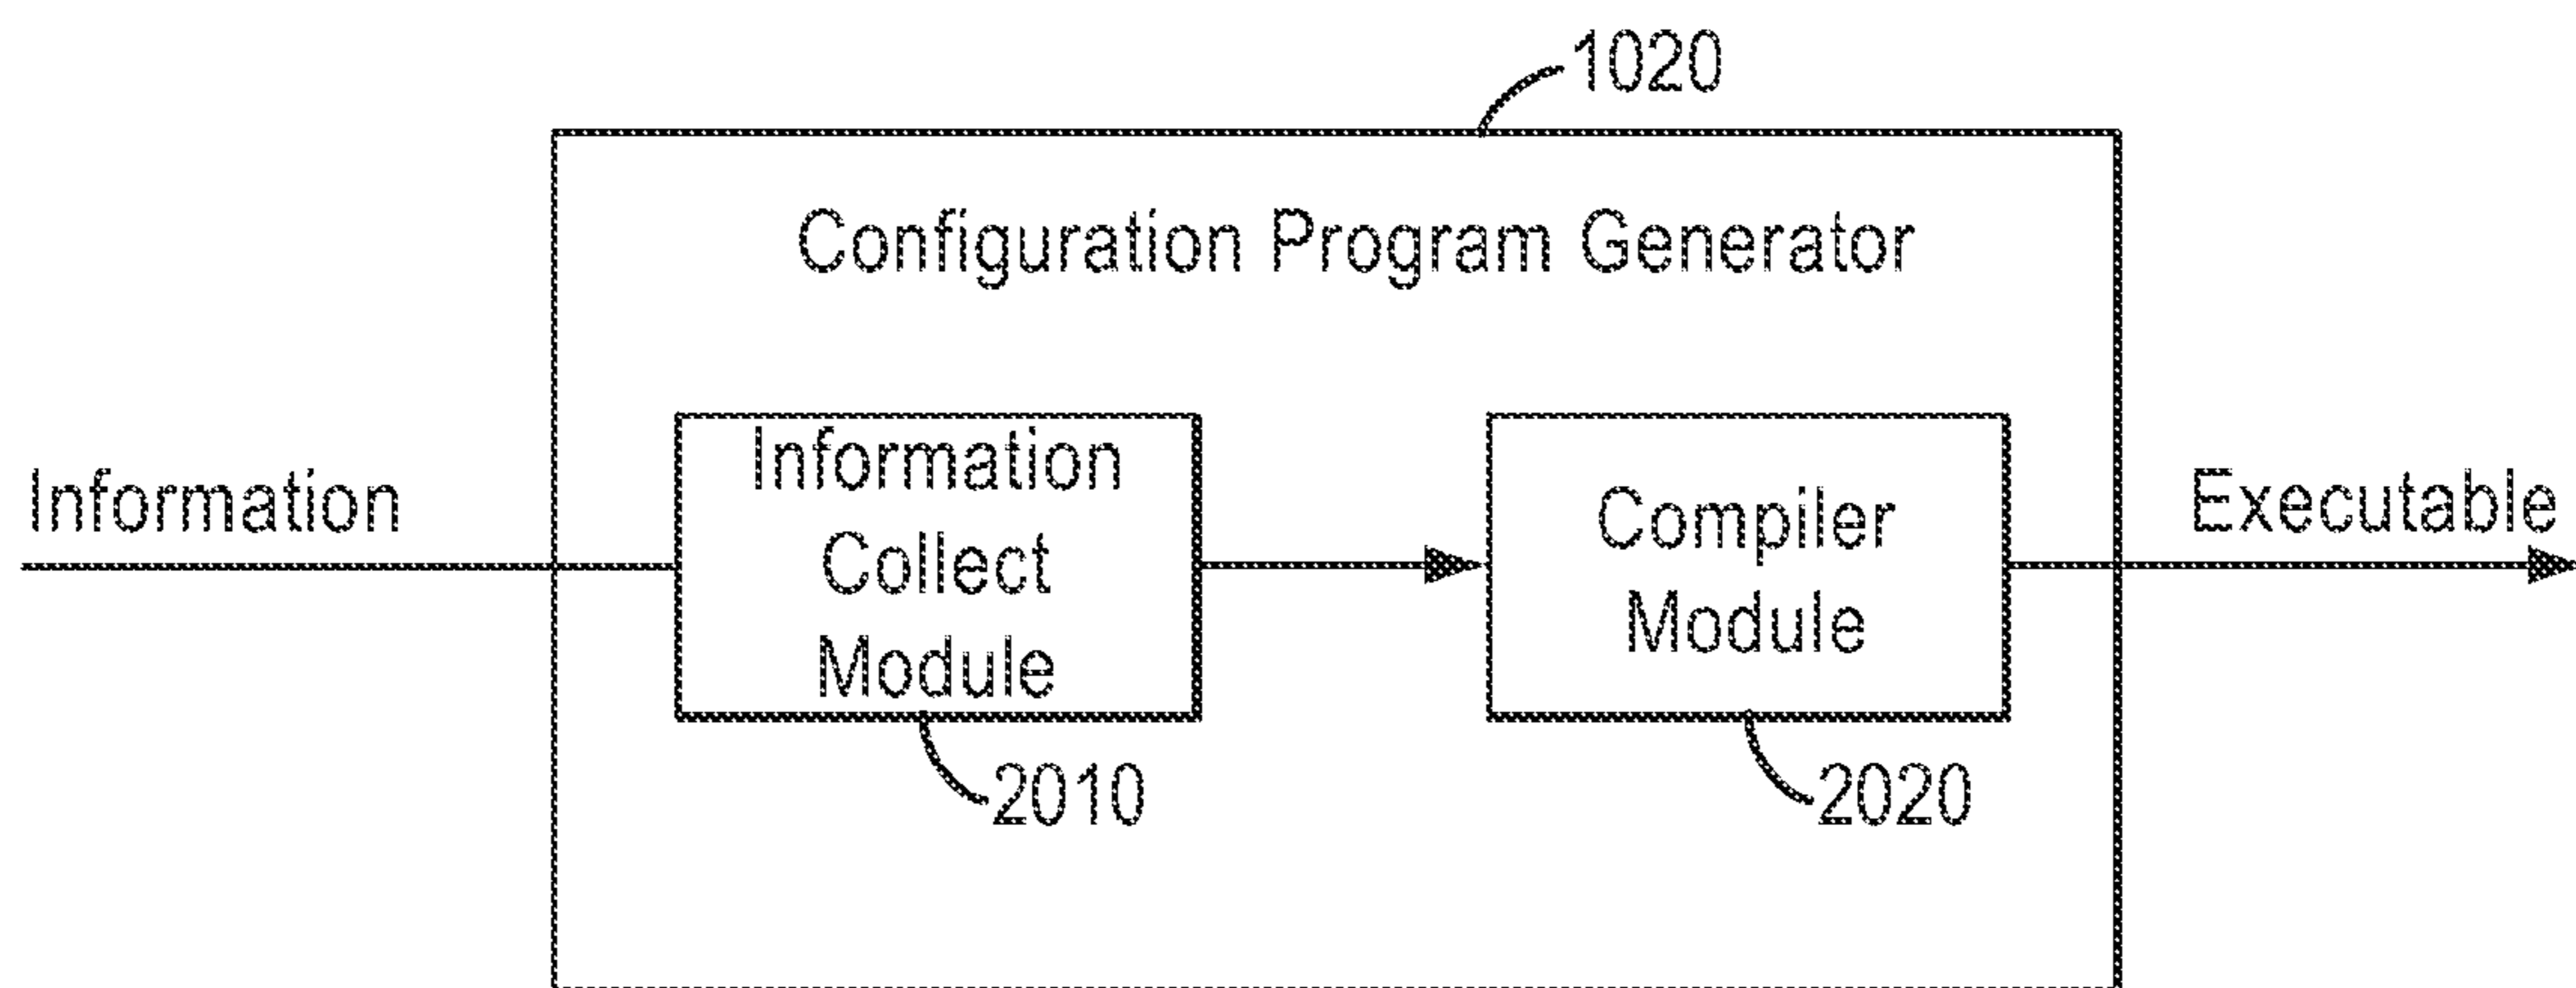 1020
Configuration Program Generator
Information
Information
Collect
Module
Compiler
Module
Executable
2010
2020